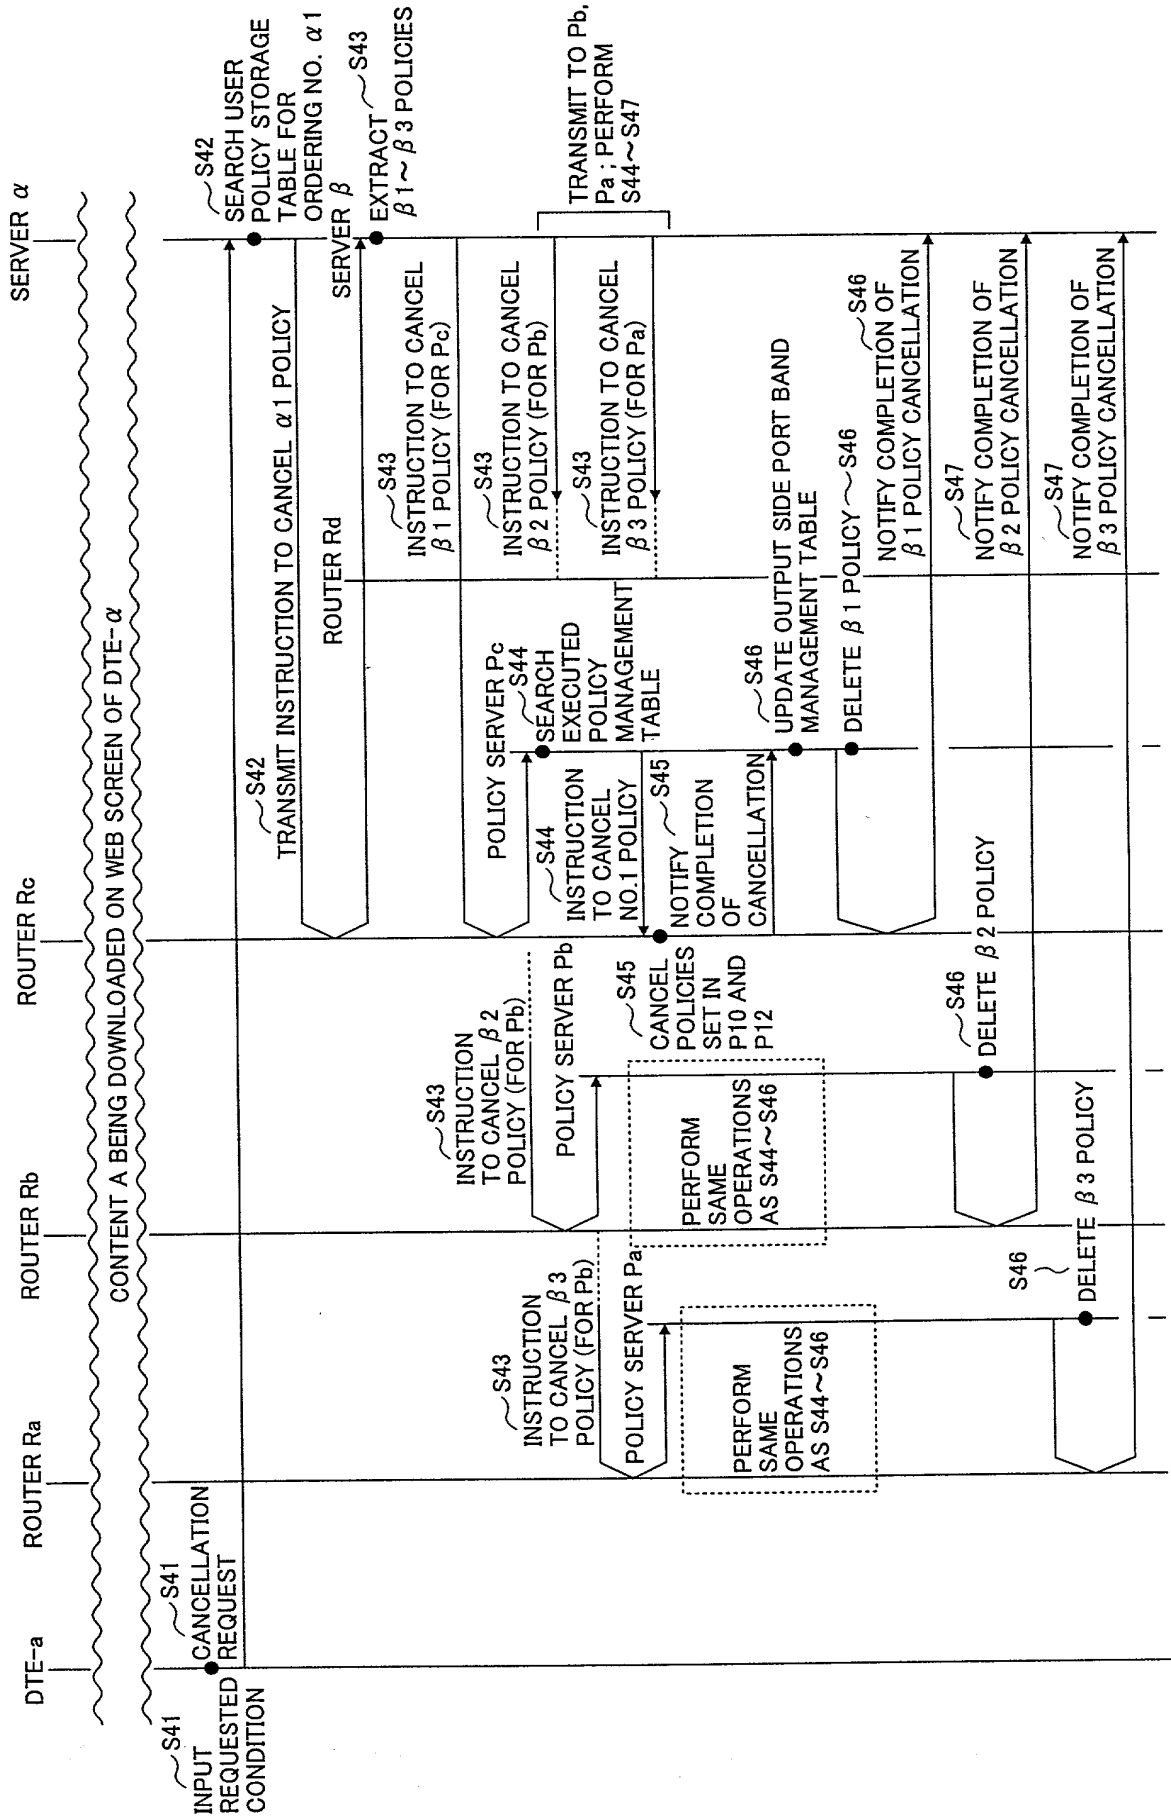 DTE-a
ROUTER Ra
ROUTER Rb
ROUTER Rc
SERVER α
CONTENT A BEING DOWNLOADED ON WEB SCREEN OF DTE-α
S41
INPUT
REQUESTED
CONDITION
S41
CANCELLATION
REQUEST
S42
SEARCH USER
POLICY STORAGE
TABLE FOR
ORDERING NO. α1
S42
TRANSMIT INSTRUCTION TO CANCEL α1 POLICY
ROUTER Rd
SERVER β
S43
EXTRACT
β1~β3 POLICIES
S43
INSTRUCTION TO CANCEL
β1 POLICY (FOR Pc)
S43
INSTRUCTION TO CANCEL
β2 POLICY (FOR Pb)
S43
INSTRUCTION TO CANCEL
β3 POLICY (FOR Pa)
TRANSMIT TO Pb,
Pa ; PERFORM
S44~S47
POLICY SERVER Pc
S44
SEARCH
EXECUTED
POLICY
MANAGEMENT
TABLE
S44
INSTRUCTION
TO CANCEL
NO.1 POLICY
S45
NOTIFY
COMPLETION
OF
CANCELLATION
S45
CANCEL
POLICIES
SET IN
P10 AND
P12
S43
INSTRUCTION
TO CANCEL β2
POLICY (FOR Pb)
POLICY SERVER Pb
PERFORM
SAME
OPERATIONS
AS S44~S46
S43
INSTRUCTION
TO CANCEL β3
POLICY (FOR Pb)
POLICY SERVER Pa
PERFORM
SAME
OPERATIONS
AS S44~S46
S46
UPDATE OUTPUT SIDE PORT BAND
MANAGEMENT TABLE
DELETE β1 POLICY S46
S46
NOTIFY COMPLETION OF
β1 POLICY CANCELLATION
S46
DELETE β2 POLICY
S47
NOTIFY COMPLETION OF
β2 POLICY CANCELLATION
S46
DELETE β3 POLICY
S47
NOTIFY COMPLETION OF
β3 POLICY CANCELLATION